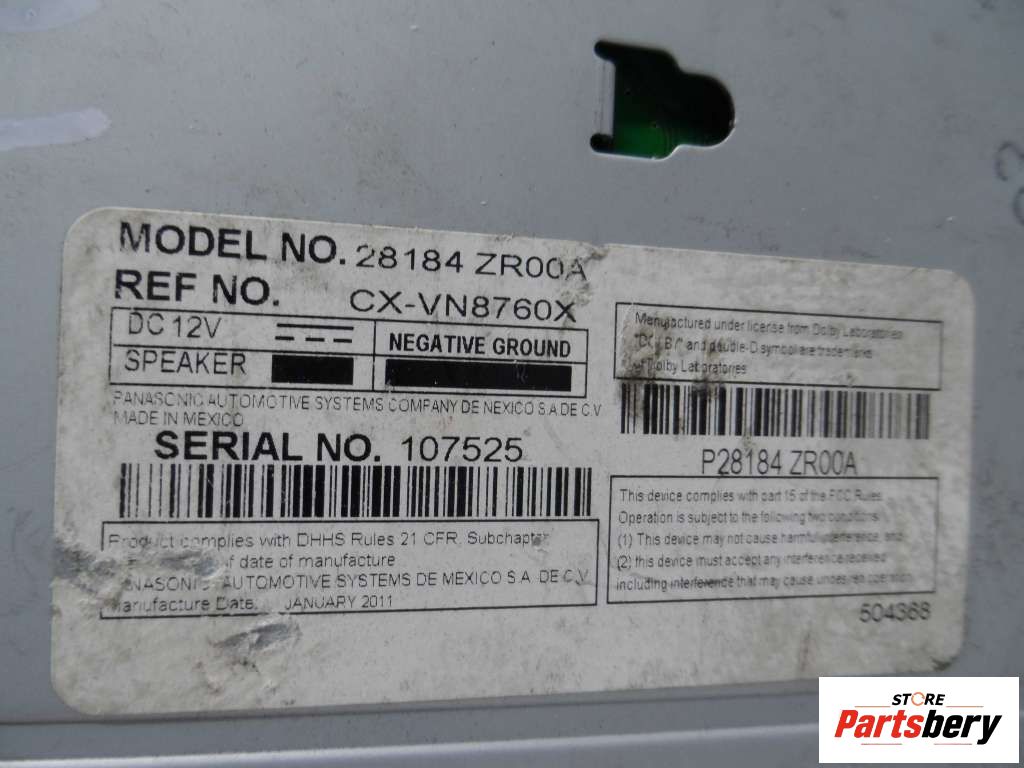 MODEL NO. 28184 ZR00A
REF NO. CX-VN8760X
DC 12V
NEGATIVE GROUND
SPEAKER
PANASONIC AUTOMOTIVE SYSTEMS COMPANY DE NEXICO S.A DE C.V
MADE IN MEXICO
SERIAL NO. 107525
Product complies with DHHS Rules 21 CFR, Subchapter
of date of manufacture
PANASONIC AUTOMOTIVE SYSTEMS DE MEXICO S.A. DE C.V
Manufacture Date: JANUARY 2011
Manufactured under license from Dolby Laboratories
and double-D symbol are trademarks
of Dolby Laboratories
P28184 ZR00A
This device complies with part 15 of the FCC Rules
Operation is subject to the following two conditions:
(1) This device may not cause harmful interference, and
(2) this device must accept any interference received
including interference that may cause undesired operation
504368
STORE
Partsbery